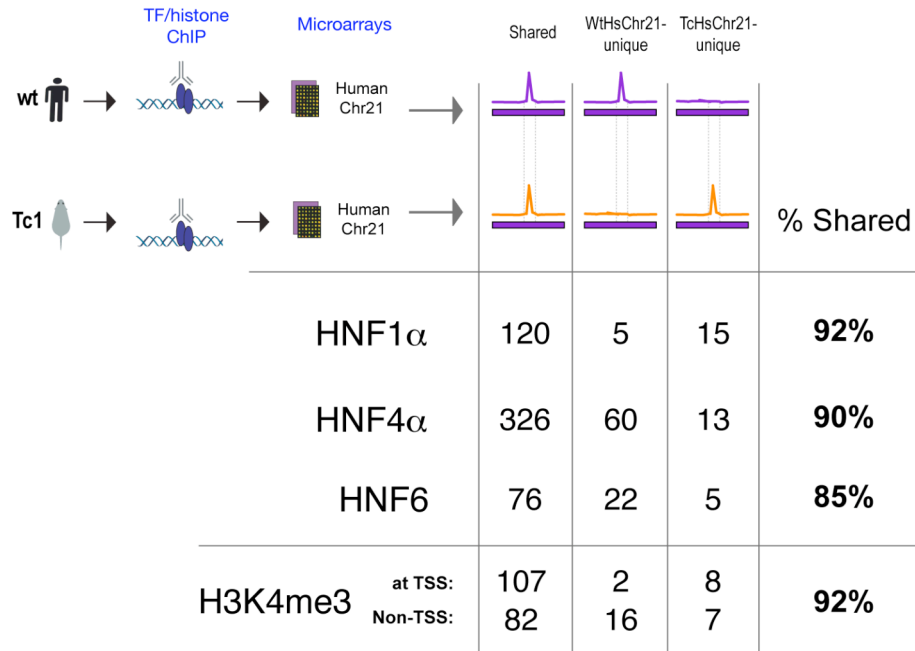 TF/histone
ChIP
Microarrays
Shared
WtHsChr21-
unique
TcHsChr21-
unique
wt
Human
Chr21
Tc1
Human
Chr21
% Shared
HNF1α 120 5 15 92%
HNF4α 326 60 13 90%
HNF6 76 22 5 85%
H3K4me3 at TSS: 107 2 8 92%
Non-TSS: 82 16 7